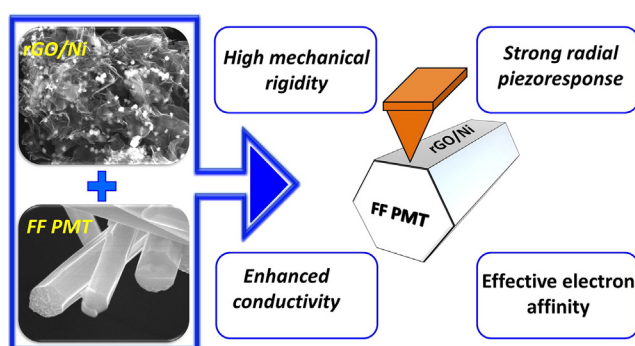 rGO/Ni
+
FF PMT
High mechanical
rigidity
Strong radial
piezoresponse
rGO/Ni
FF PMT
Enhanced
conductivity
Effective electron
affinity